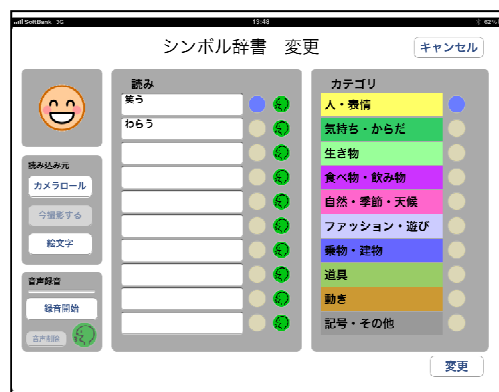 SoftBank 3G 13:48 62%
シンボル辞書 変更
キャンセル
読み込み元
カメラロール
今撮影する
絵文字
音声録音
録音開始
音声削除
読み
笑う
わらう
カテゴリ
人・表情
気持ち・からだ
生き物
食べ物・飲み物
自然・季節・天候
ファッション・遊び
乗物・建物
道具
動き
記号・その他
変更